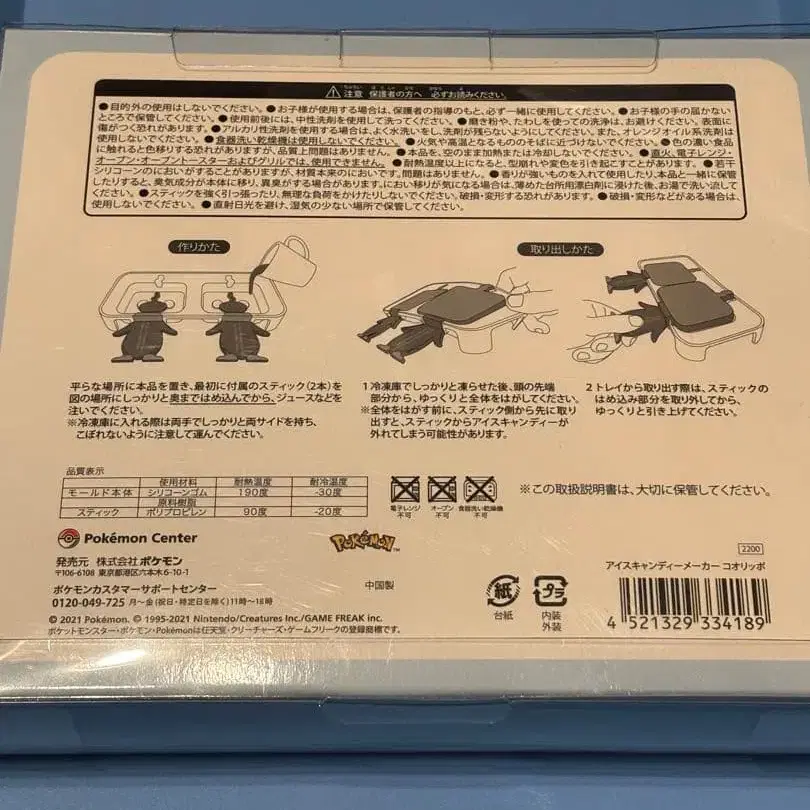 注意 保護者の方へ 必ずお読みください。
●目的外の使用はしないでください。●お子様が使用する場合は、保護者の指導のもと、必ず一緒に使用してください。●お子様の手の届かない
ところで保管してください。●使用前後には、中性洗剤を使用して洗ってください。●磨き粉や、たわしを使っての洗浄は、お避けください。表面に
傷がつく恐れがあります。●アルカリ性洗剤を使用する場合は、よく水洗いをし、洗剤が残らないようにしてください。また、オレンジオイル系洗剤は
使用しないでください。●食器洗い乾燥機は使用しないでください。●火気や高温となるもののそばに近づけないでください。●色の濃い食品
に触れると色移りする恐れがありますが、品質上問題はありません。●本品を、空のまま加熱または冷却しないでください。●直火、電子レンジ・
オーブン・オーブントースターおよびグリルでは、使用できません。●耐熱温度以上になると、型崩れや変色を引き起こすことがあります。●若干
シリコーンのにおいがすることがありますが、材質本来のにおいです。問題はありません。●香りが強いものを入れて使用したり、本品と一緒に保管
したりすると、臭気成分が本体に移り、異臭がする場合があります。におい移りが気になる場合は、薄めた台所用漂白剤に浸けた後、お湯で洗い流して
ください。●スティックを強く引っ張ったり、無理な負荷をかけたりしないでください。破損・変形する恐れがあります。●破損・変形などがある場合は、
使用しないでください。●直射日光を避け、湿気の少ない場所で保管してください。
作りかた
取り出しかた
平らな場所に本品を置き、最初に付属のスティック(2本)を
図の場所にしっかりと奥まではめ込んでから、ジュースなどを
注いでください。
※冷凍庫に入れる際は両手でしっかりと両サイドを持ち、
こぼれないように注意して運んでください。
1 冷凍庫でしっかりと凍らせた後、頭の先端
部分から、ゆっくりと全体をはがしてください。
※全体をはがす前に、スティック側から先に取り
出すと、スティックからアイスキャンディーが
外れてしまう可能性があります。
2 トレイから取り出す際は、スティックの
はめ込み部分を取り外してから、
ゆっくりと引き上げてください。
品質表示
使用材料 耐熱温度 耐冷温度
モールド本体 シリコーンゴム 190度 -30度
原料樹脂
スティック ポリプロピレン 90度 -20度
電子レンジ不可 オーブン不可 食器洗い乾燥機不可
※この取扱説明書は、大切に保管してください。
Pokémon Center
POKéMON™
発売元 株式会社ポケモン
〒106-6108 東京都港区六本木6-10-1
中国製
ポケモンカスタマーサポートセンター
0120-049-725 月～金(祝日・特定日を除く)11時～18時
© 2021 Pokémon. © 1995-2021 Nintendo/Creatures Inc./GAME FREAK inc.
ポケットモンスター・ポケモン・Pokémonは任天堂・クリーチャーズ・ゲームフリークの登録商標です。
紙
台紙
プラ
内装
外装
2200
アイスキャンディーメーカー コオリッポ
4 521329 334189